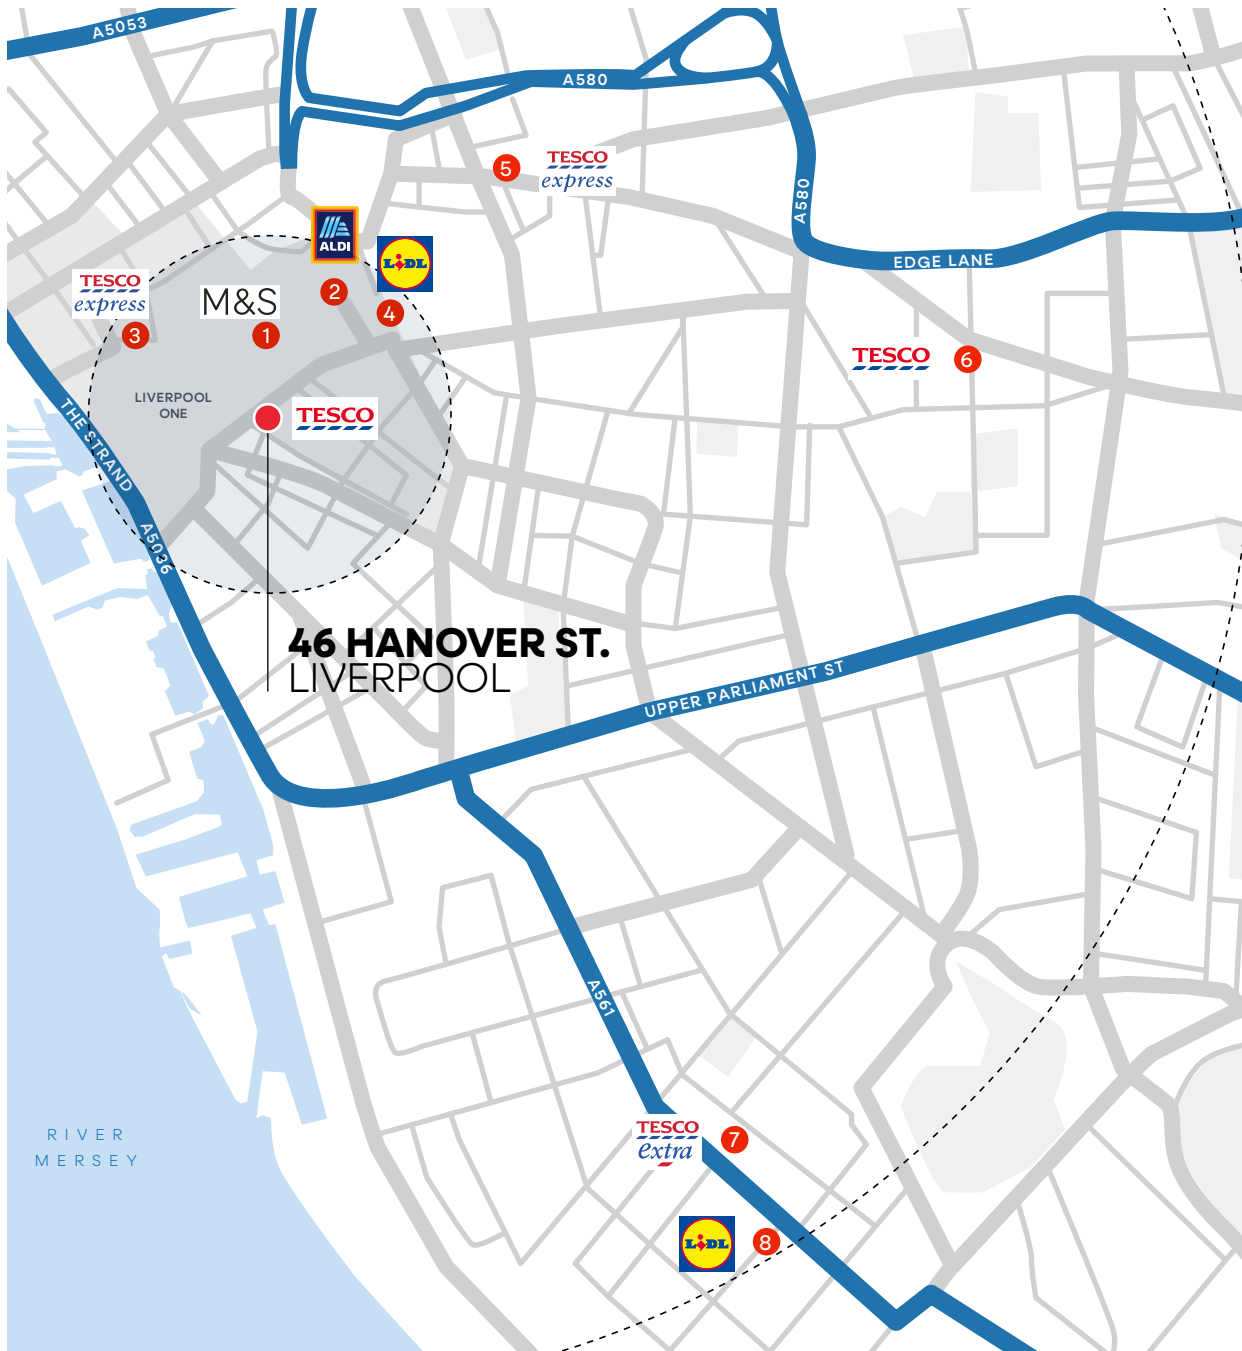 A5053
A580
5
TESCO
express
A580
EDGE LANE
ALDI
LIDL
TESCO
express
M&S
2
4
3
1
TESCO
6
LIVERPOOL
ONE
TESCO
THE STRAND
A5036
46 HANOVER ST.
LIVERPOOL
UPPER PARLIAMENT ST
A561
RIVER
MERSEY
TESCO
extra
7
LIDL
8